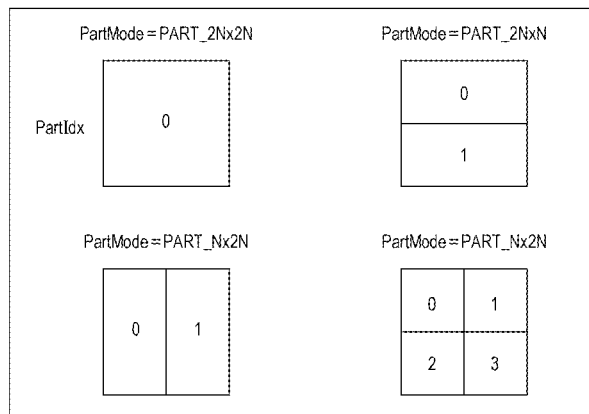 PartMode=PART_2Nx2N
PartMode=PART_2NxN
PartIdx
0
0
1
PartMode=PART_Nx2N
PartMode=PART_Nx2N
0 1
0 1
2 3